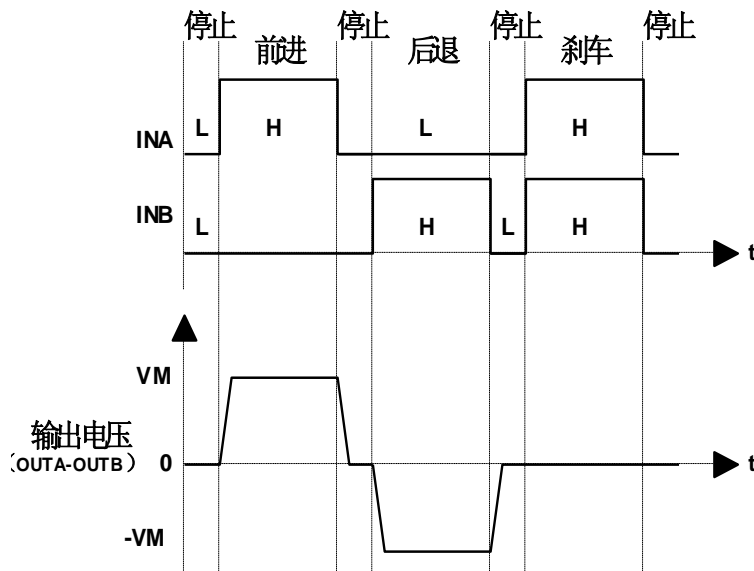 停止 停止 停止 停止
前进 后退 刹车
INA L H L H
INB L H L H
t
VM
输出电压
（OUTA-OUTB） 0 t
-VM